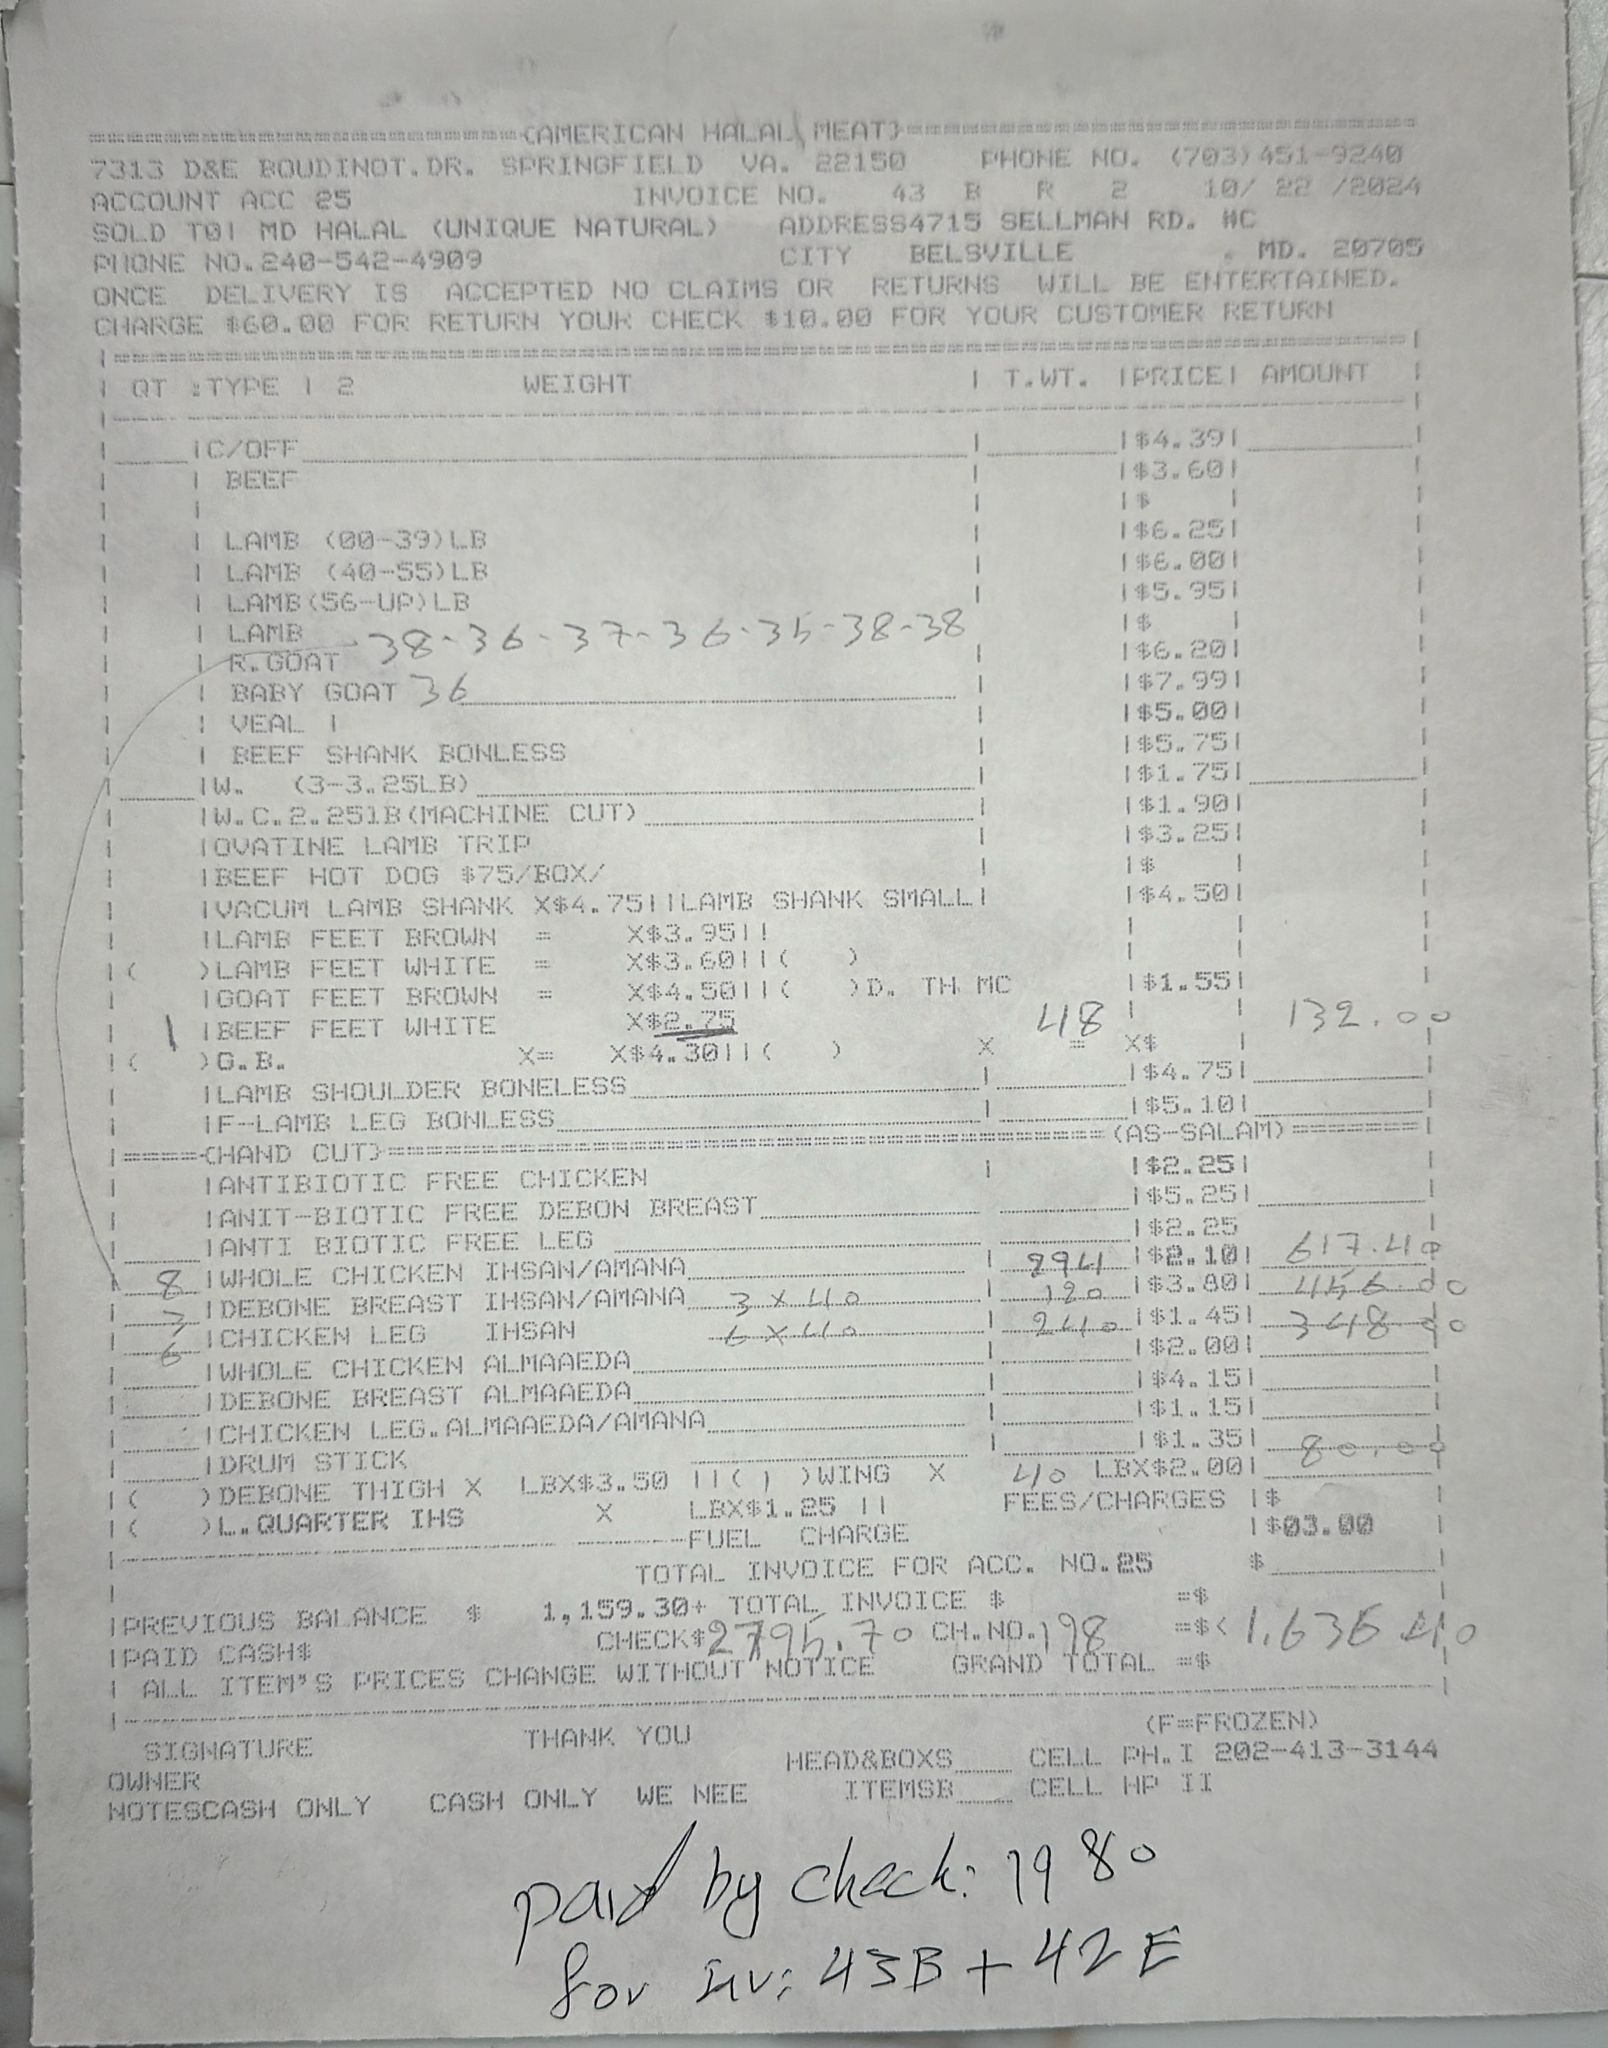 {AMERICAN HALAL MEAT}
7313 D&E BOUDINOT.DR. SPRINGFIELD VA. 22150 PHONE NO. (703)451-9240
ACCOUNT ACC 25 INVOICE NO. 43 B R 2 10/ 22 /2024
SOLD TO| MD HALAL (UNIQUE NATURAL) ADDRESS4715 SELLMAN RD. #C
PHONE NO.240-542-4909 CITY BELSVILLE . MD. 20705
ONCE DELIVERY IS ACCEPTED NO CLAIMS OR RETURNS WILL BE ENTERTAINED.
CHARGE $60.00 FOR RETURN YOUR CHECK $10.00 FOR YOUR CUSTOMER RETURN
| QT :TYPE | 2 WEIGHT | T.WT. |PRICE| AMOUNT |
|C/OFF | |$4.39|
| BEEF |$3.60|
|$ |
| LAMB (00-39)LB |$6.25|
| LAMB (40-55)LB |$6.00|
| LAMB(56-UP)LB |$5.95|
| LAMB |$ |
| R.GOAT 38-36-37-36-35-38-38 |$6.20|
| BABY GOAT 36 |$7.99|
| VEAL | |$5.00|
| BEEF SHANK BONLESS |$5.75|
|W. (3-3.25LB) |$1.75|
|W.C.2.25lB(MACHINE CUT) |$1.90|
|OVATINE LAMB TRIP |$3.25|
|BEEF HOT DOG $75/BOX/ |$ |
|VACUM LAMB SHANK X$4.75||LAMB SHANK SMALL| |$4.50|
|LAMB FEET BROWN = X$3.95||
|( )LAMB FEET WHITE = X$3.60||( )
|GOAT FEET BROWN = X$4.50||( )D. TH MC |$1.55|
1 |BEEF FEET WHITE X$2.75 48 132.00
|( )G.B. X= X$4.30||( ) X = X$ |
|LAMB SHOULDER BONELESS |$4.75|
|F-LAMB LEG BONLESS |$5.10|
|====={HAND CUT}=====(AS-SALAM)=======|
|ANTIBIOTIC FREE CHICKEN |$2.25|
|ANIT-BIOTIC FREE DEBON BREAST |$5.25|
|ANTI BIOTIC FREE LEG |$2.25
8 |WHOLE CHICKEN IHSAN/AMANA 294 |$2.10| 617.40
3 |DEBONE BREAST IHSAN/AMANA 3 X 40 120 |$3.80| 456.00
6 |CHICKEN LEG IHSAN 6 X 40 240 |$1.45| 348.00
|WHOLE CHICKEN ALMAAEDA |$2.00|
|DEBONE BREAST ALMAAEDA |$4.15|
|CHICKEN LEG.ALMAAEDA/AMANA |$1.15|
|DRUM STICK |$1.35|
|( )DEBONE THIGH X LBX$3.50 ||(1 )WING X 40 LBX$2.00| 80.00
|( )L.QUARTER IHS X LBX$1.25 || FEES/CHARGES |$
FUEL CHARGE |$03.00
TOTAL INVOICE FOR ACC. NO.25 $
|PREVIOUS BALANCE $ 1,159.30+ TOTAL INVOICE $ =$
|PAID CASH$ CHECK$2795.70 CH.NO.198 =$< 1,636.40
| ALL ITEM'S PRICES CHANGE WITHOUT NOTICE GRAND TOTAL =$
THANK YOU (F=FROZEN)
SIGNATURE HEAD&BOXS CELL PH.I 202-413-3144
OWNER ITEMSB CELL HP II
NOTESCASH ONLY CASH ONLY WE NEE
paid by check: 1980
for inv: 43B + 42E